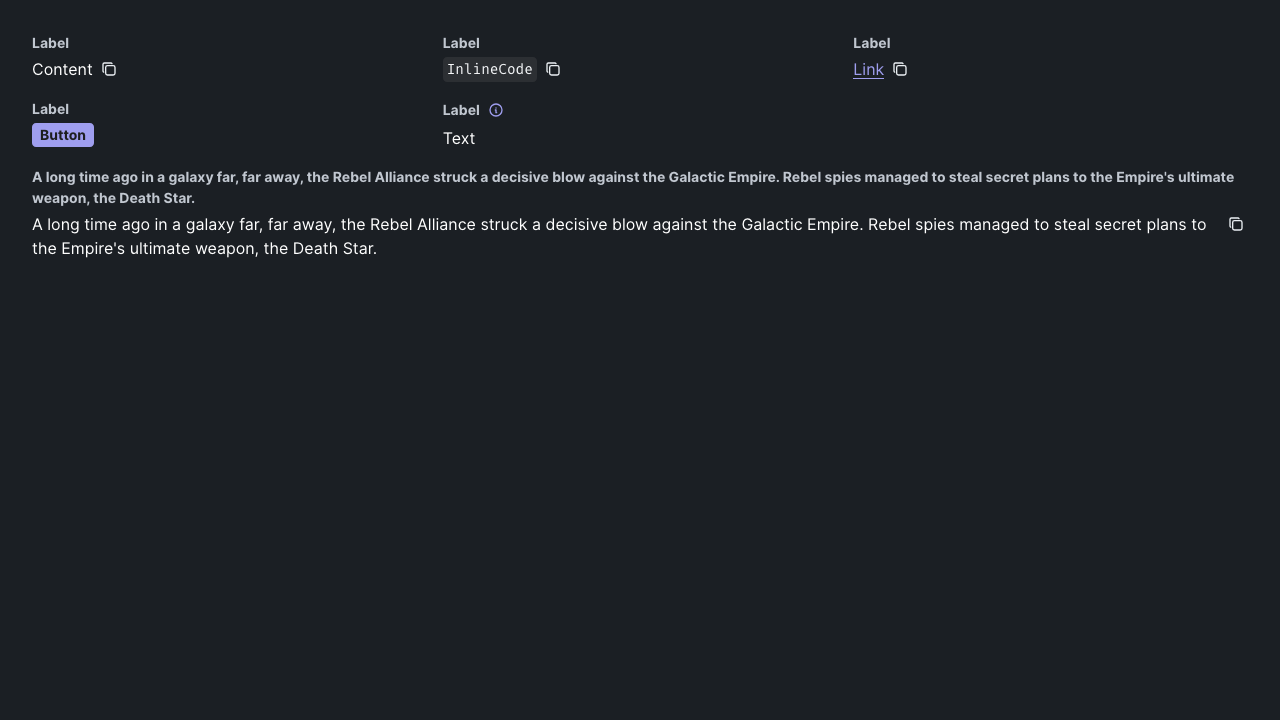 Label
Content
Label
InlineCode
Label
Link
Label
Button
Label
Text
A long time ago in a galaxy far, far away, the Rebel Alliance struck a decisive blow against the Galactic Empire. Rebel spies managed to steal secret plans to the Empire's ultimate
weapon, the Death Star.
A long time ago in a galaxy far, far away, the Rebel Alliance struck a decisive blow against the Galactic Empire. Rebel spies managed to steal secret plans to
the Empire's ultimate weapon, the Death Star.